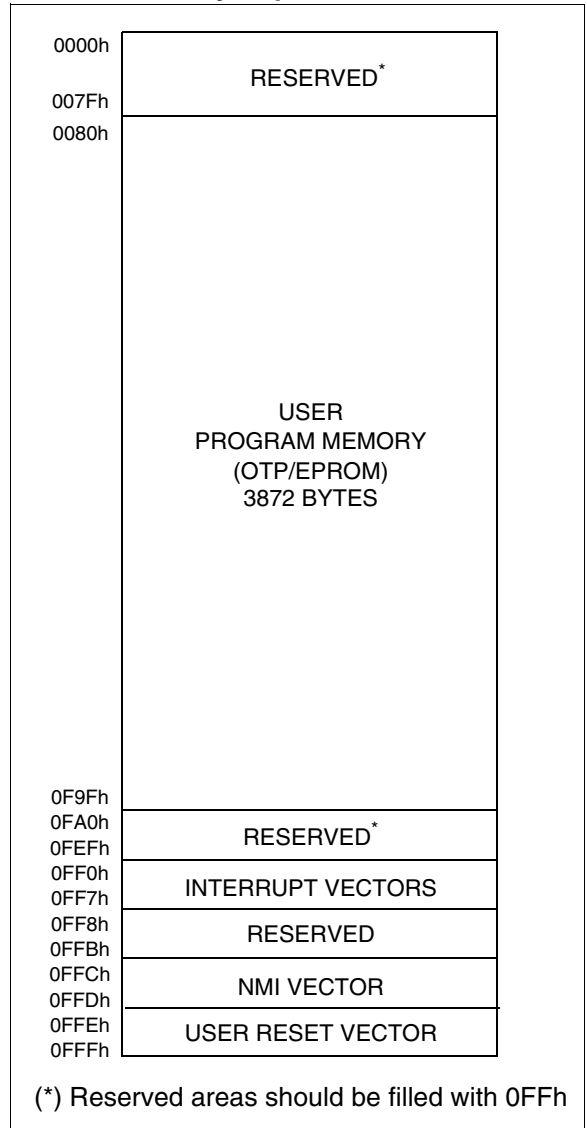 0000h
RESERVED*
007Fh
0080h
USER
PROGRAM MEMORY
(OTP/EPROM)
3872 BYTES
0F9Fh
0FA0h
RESERVED*
0FEFh
0FF0h
INTERRUPT VECTORS
0FF7h
0FF8h
RESERVED
0FFBh
0FFCh
NMI VECTOR
0FFDh
0FFEh
USER RESET VECTOR
0FFFh
(*) Reserved areas should be filled with 0FFh